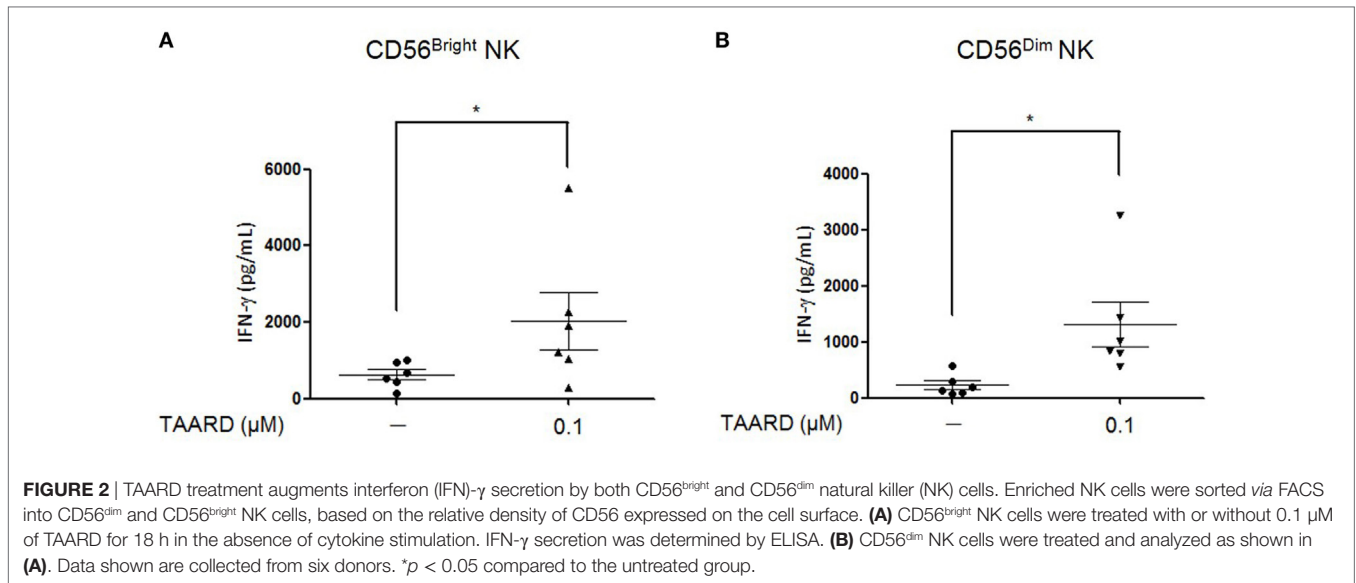 A
CD56Bright NK
*
6000
4000
2000
0
IFN-γ (pg/mL)
TAARD (µM)
—
0.1
B
CD56Dim NK
*
4000
3000
2000
1000
0
IFN-γ (pg/mL)
TAARD (µM)
—
0.1
FIGURE 2 | TAARD treatment augments interferon (IFN)-γ secretion by both CD56bright and CD56dim natural killer (NK) cells. Enriched NK cells were sorted via FACS
into CD56dim and CD56bright NK cells, based on the relative density of CD56 expressed on the cell surface. (A) CD56bright NK cells were treated with or without 0.1 µM
of TAARD for 18 h in the absence of cytokine stimulation. IFN-γ secretion was determined by ELISA. (B) CD56dim NK cells were treated and analyzed as shown in
(A). Data shown are collected from six donors. *p < 0.05 compared to the untreated group.